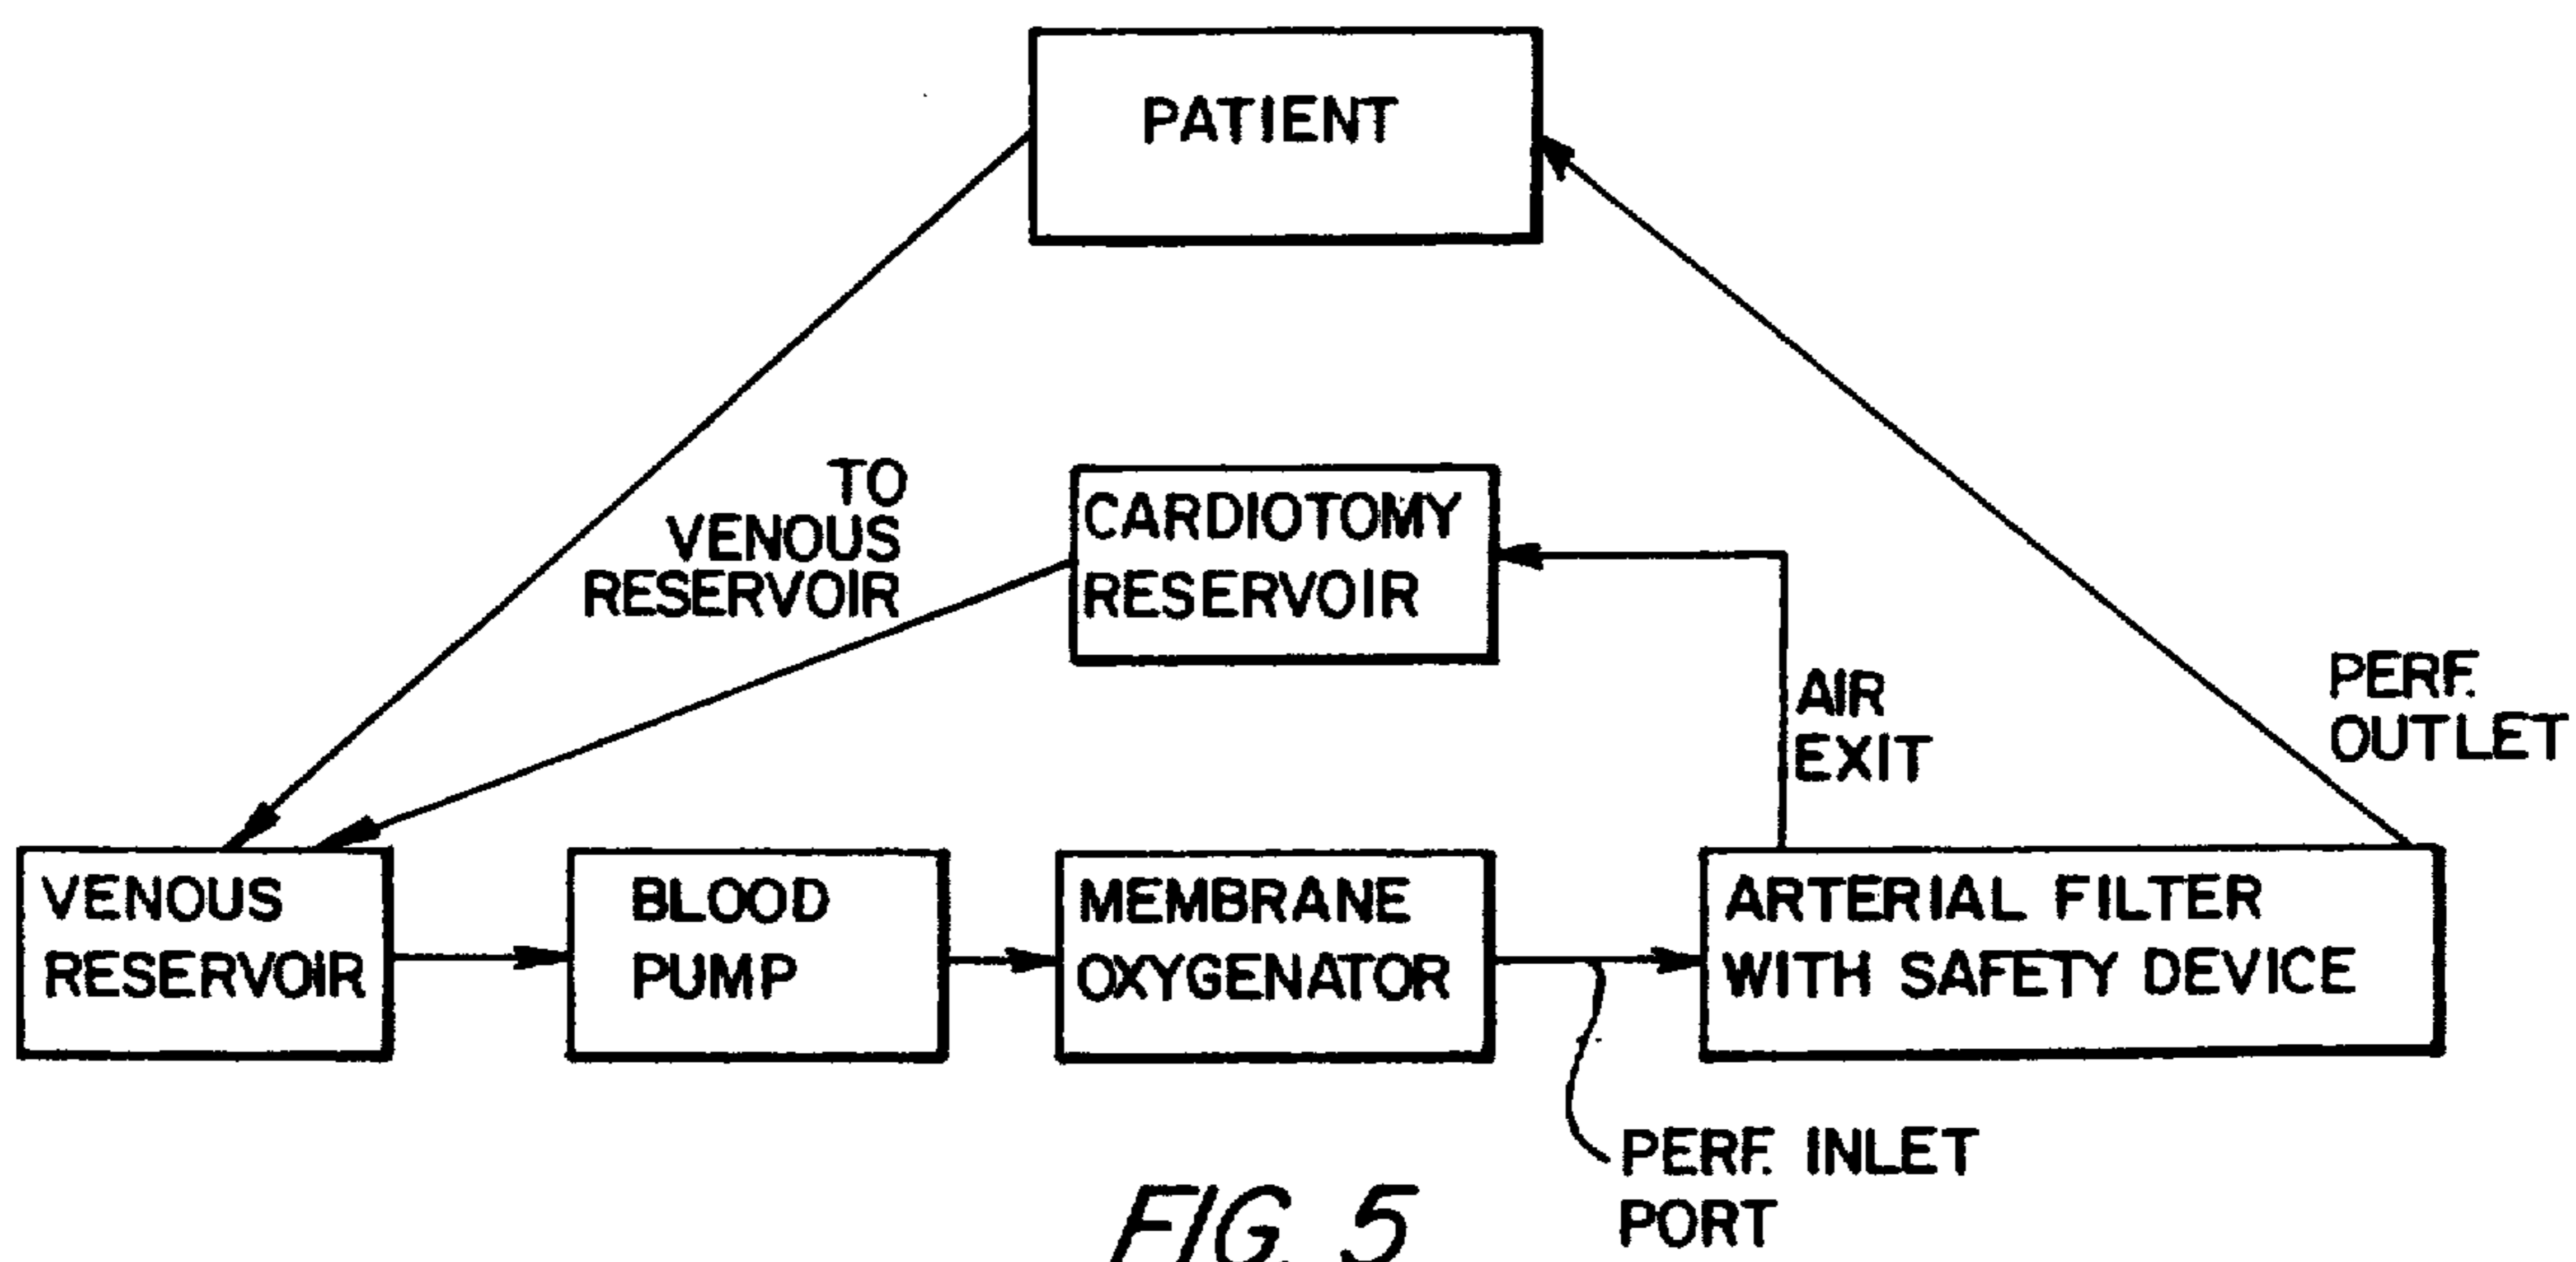 PATIENT
TO
VENOUS
RESERVOIR
CARDIOTOMY
RESERVOIR
AIR
EXIT
PERF.
OUTLET
VENOUS
RESERVOIR
BLOOD
PUMP
MEMBRANE
OXYGENATOR
ARTERIAL FILTER
WITH SAFETY DEVICE
PERF. INLET
PORT
FIG. 5